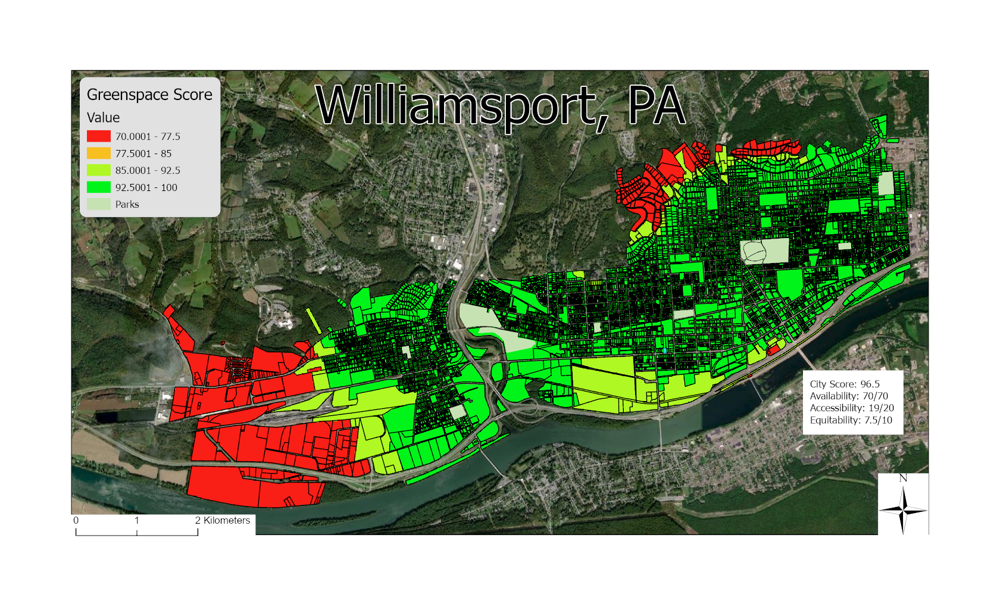 Williamsport, PA
Greenspace Score
Value
70.0001 - 77.5
77.5001 - 85
85.0001 - 92.5
92.5001 - 100
Parks
City Score: 96.5
Availability: 70/70
Accessibility: 19/20
Equitability: 7.5/10
N
0 1 2 Kilometers